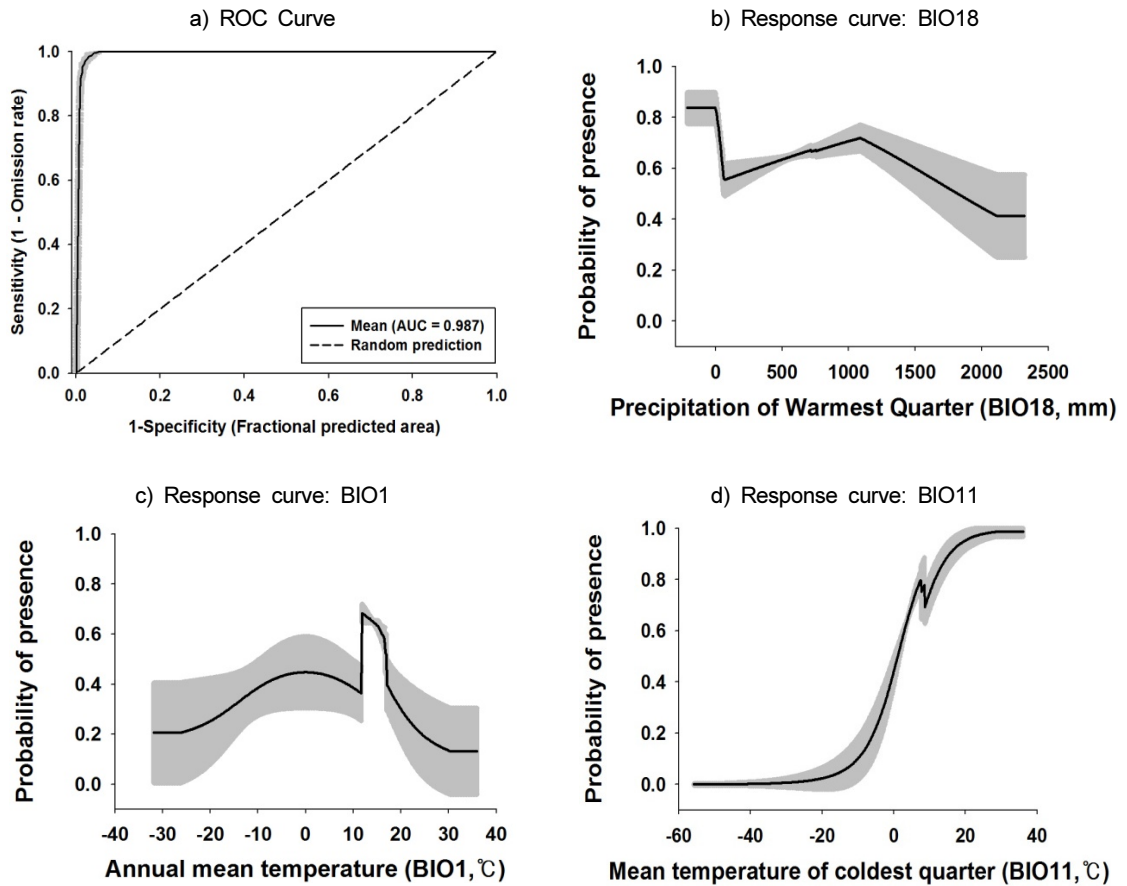 a) ROC Curve
1.0
0.8
0.6
0.4
0.2
0.0
Sensitivity (1 - Omission rate)
Mean (AUC = 0.987)
Random prediction
0.0 0.2 0.4 0.6 0.8 1.0
1-Specificity (Fractional predicted area)
b) Response curve: BIO18
1.0
0.8
0.6
0.4
0.2
0.0
Probability of presence
0 500 1000 1500 2000 2500
Precipitation of Warmest Quarter (BIO18, mm)
c) Response curve: BIO1
1.0
0.8
0.6
0.4
0.2
0.0
Probability of presence
-40 -30 -20 -10 0 10 20 30 40
Annual mean temperature (BIO1, ℃)
d) Response curve: BIO11
1.0
0.8
0.6
0.4
0.2
0.0
Probability of presence
-60 -40 -20 0 20 40
Mean temperature of coldest quarter (BIO11, ℃)